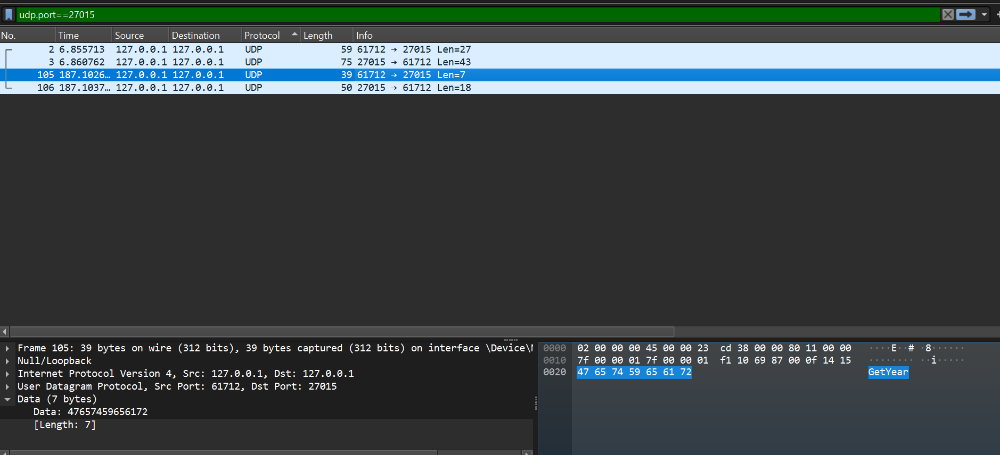 udp.port==27015
No. Time Source Destination Protocol Length Info
2 6.855713 127.0.0.1 127.0.0.1 UDP 59 61712 → 27015 Len=27
3 6.860762 127.0.0.1 127.0.0.1 UDP 75 27015 → 61712 Len=43
105 187.1026… 127.0.0.1 127.0.0.1 UDP 39 61712 → 27015 Len=7
106 187.1037… 127.0.0.1 127.0.0.1 UDP 50 27015 → 61712 Len=18
Frame 105: 39 bytes on wire (312 bits), 39 bytes captured (312 bits) on interface \Device\N
Null/Loopback
Internet Protocol Version 4, Src: 127.0.0.1, Dst: 127.0.0.1
User Datagram Protocol, Src Port: 61712, Dst Port: 27015
Data (7 bytes)
Data: 47657459656172
[Length: 7]
0000 02 00 00 00 45 00 00 23 cd 38 00 00 80 11 00 00 ····E··# ·8······
0010 7f 00 00 01 7f 00 00 01 f1 10 69 87 00 0f 14 15 ········ ··i·····
0020 47 65 74 59 65 61 72 GetYear